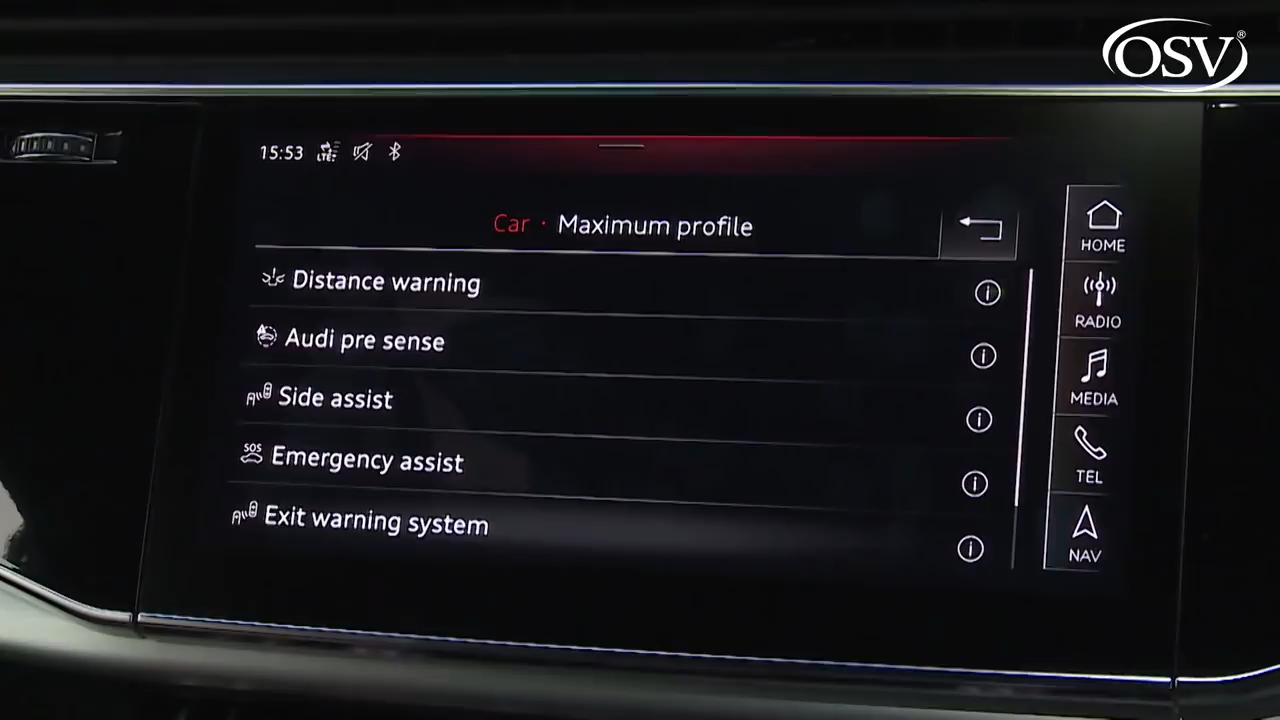 OSV®
15:53 LTE
Car · Maximum profile
Distance warning
Audi pre sense
Side assist
SOS
Emergency assist
Exit warning system
HOME
RADIO
MEDIA
TEL
NAV